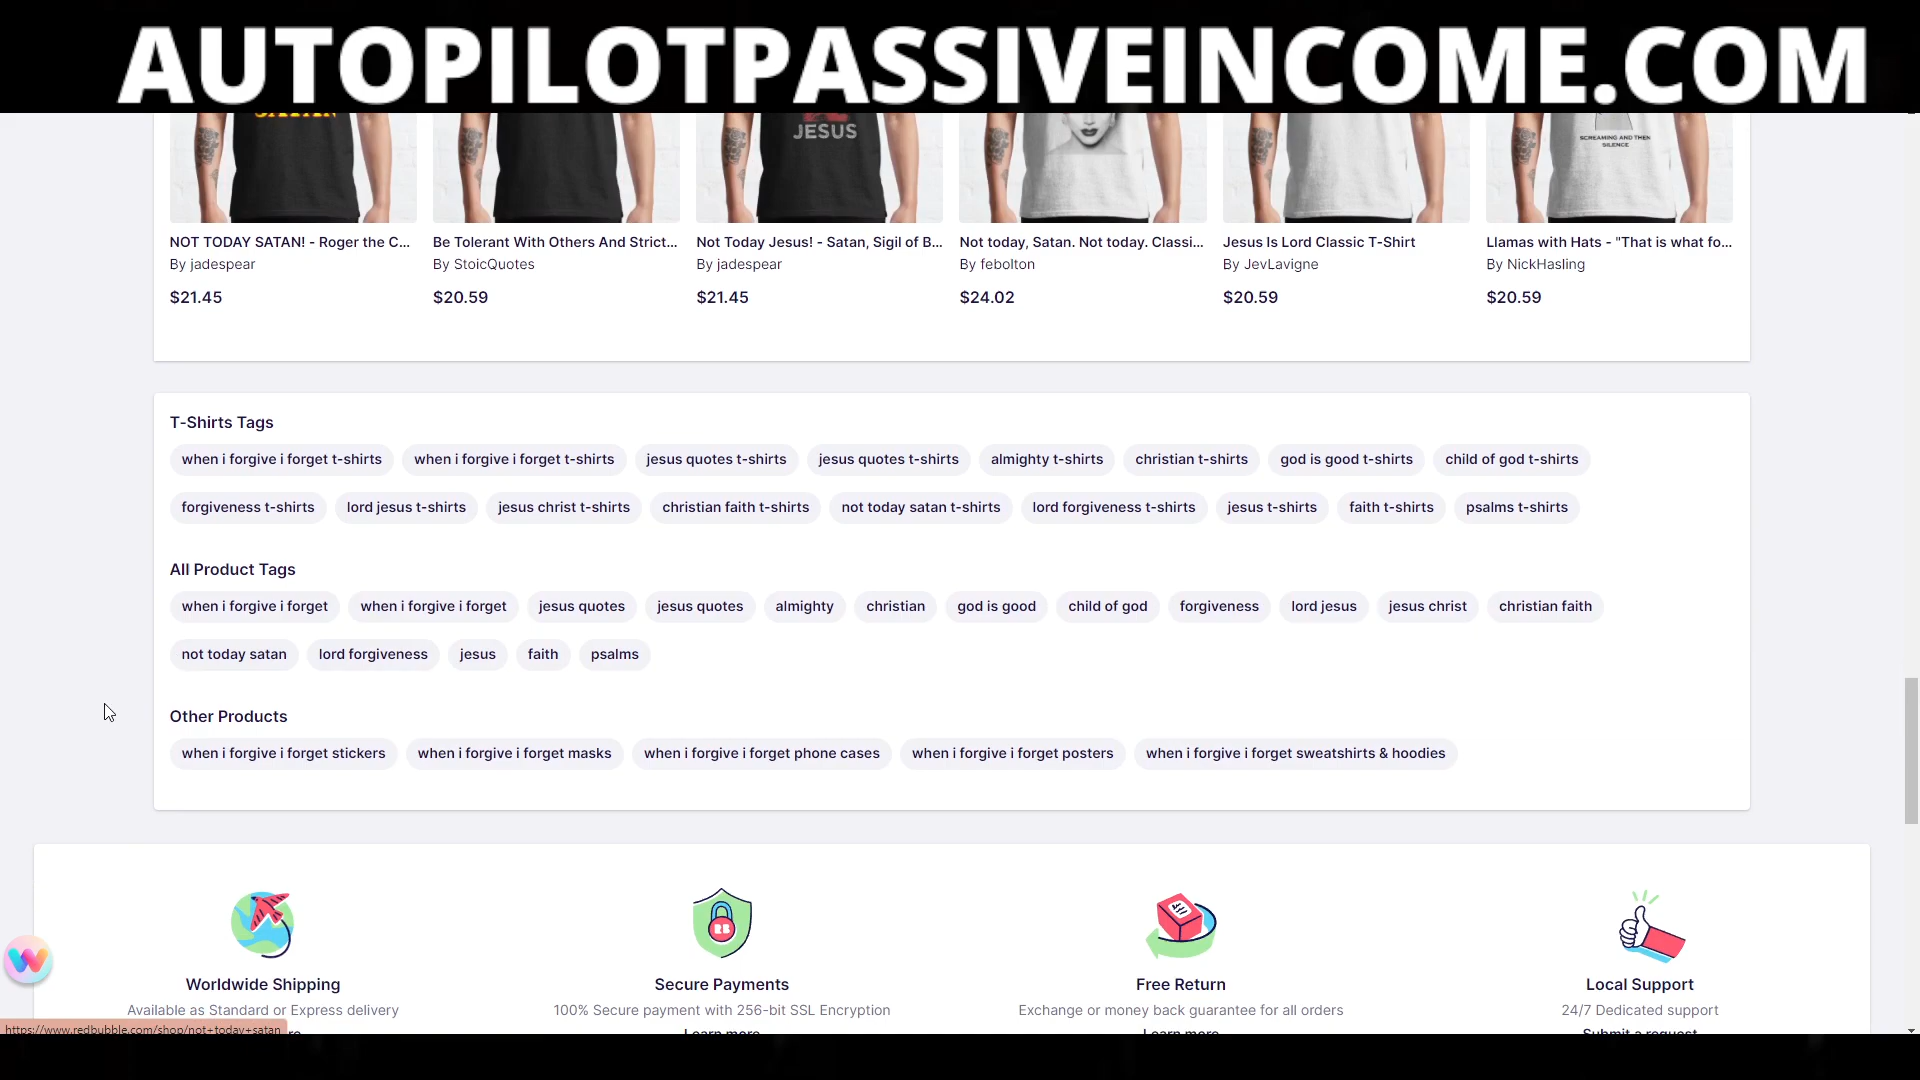 AUTOPILOTPASSIVEINCOME.COM
JESUS
SCREAMING AND THEN
SILENCE
NOT TODAY SATAN! - Roger the C... Be Tolerant With Others And Strict... Not Today Jesus! - Satan, Sigil of B... Not today, Satan. Not today. Classi... Jesus Is Lord Classic T-Shirt Llamas with Hats - "That is what fo...
By jadespear By StoicQuotes By jadespear By febolton By JevLavigne By NickHasling
$21.45 $20.59 $21.45 $24.02 $20.59 $20.59
T-Shirts Tags
when i forgive i forget t-shirts when i forgive i forget t-shirts jesus quotes t-shirts jesus quotes t-shirts almighty t-shirts christian t-shirts god is good t-shirts child of god t-shirts
forgiveness t-shirts lord jesus t-shirts jesus christ t-shirts christian faith t-shirts not today satan t-shirts lord forgiveness t-shirts jesus t-shirts faith t-shirts psalms t-shirts
All Product Tags
when i forgive i forget when i forgive i forget jesus quotes jesus quotes almighty christian god is good child of god forgiveness lord jesus jesus christ christian faith
not today satan lord forgiveness jesus faith psalms
Other Products
when i forgive i forget stickers when i forgive i forget masks when i forgive i forget phone cases when i forgive i forget posters when i forgive i forget sweatshirts & hoodies
RB
Worldwide Shipping Secure Payments Free Return Local Support
Available as Standard or Express delivery 100% Secure payment with 256-bit SSL Encryption Exchange or money back guarantee for all orders 24/7 Dedicated support
Learn more Learn more Submit a request
https://www.redbubble.com/shop/not+today+satan